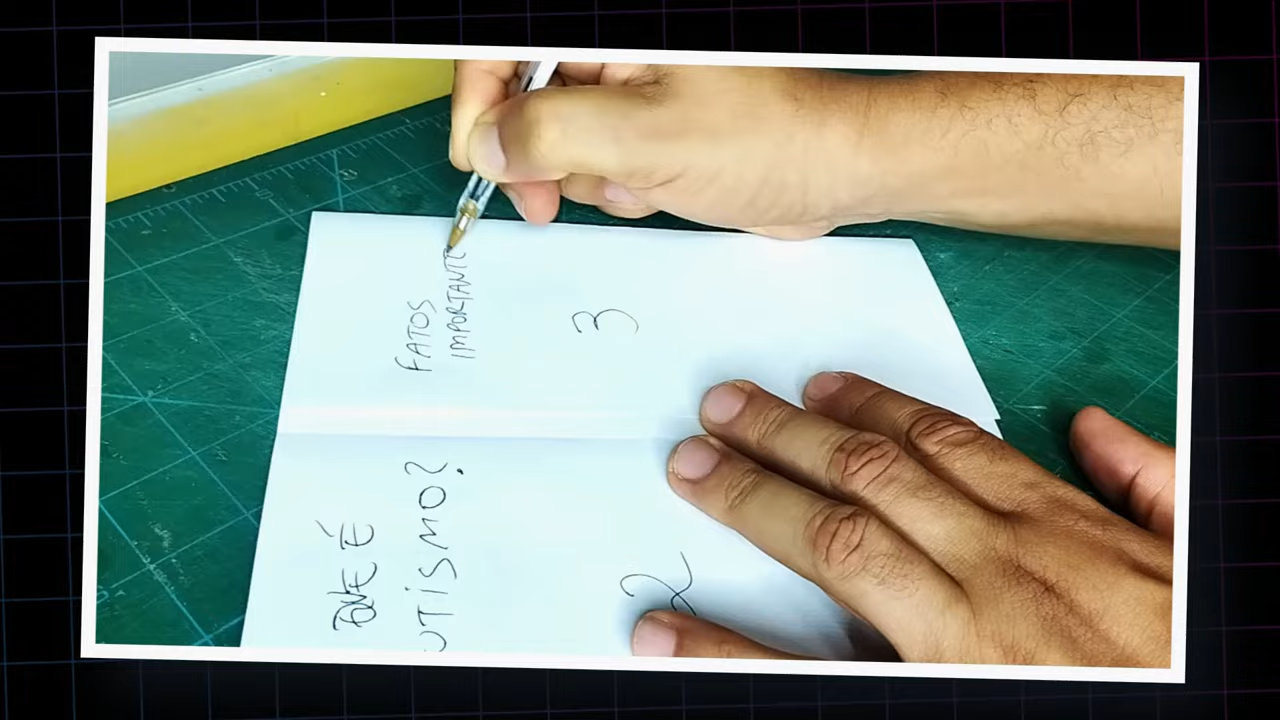 QUE É
UTISMO?
2
FATOS
IMPORTANTE
3